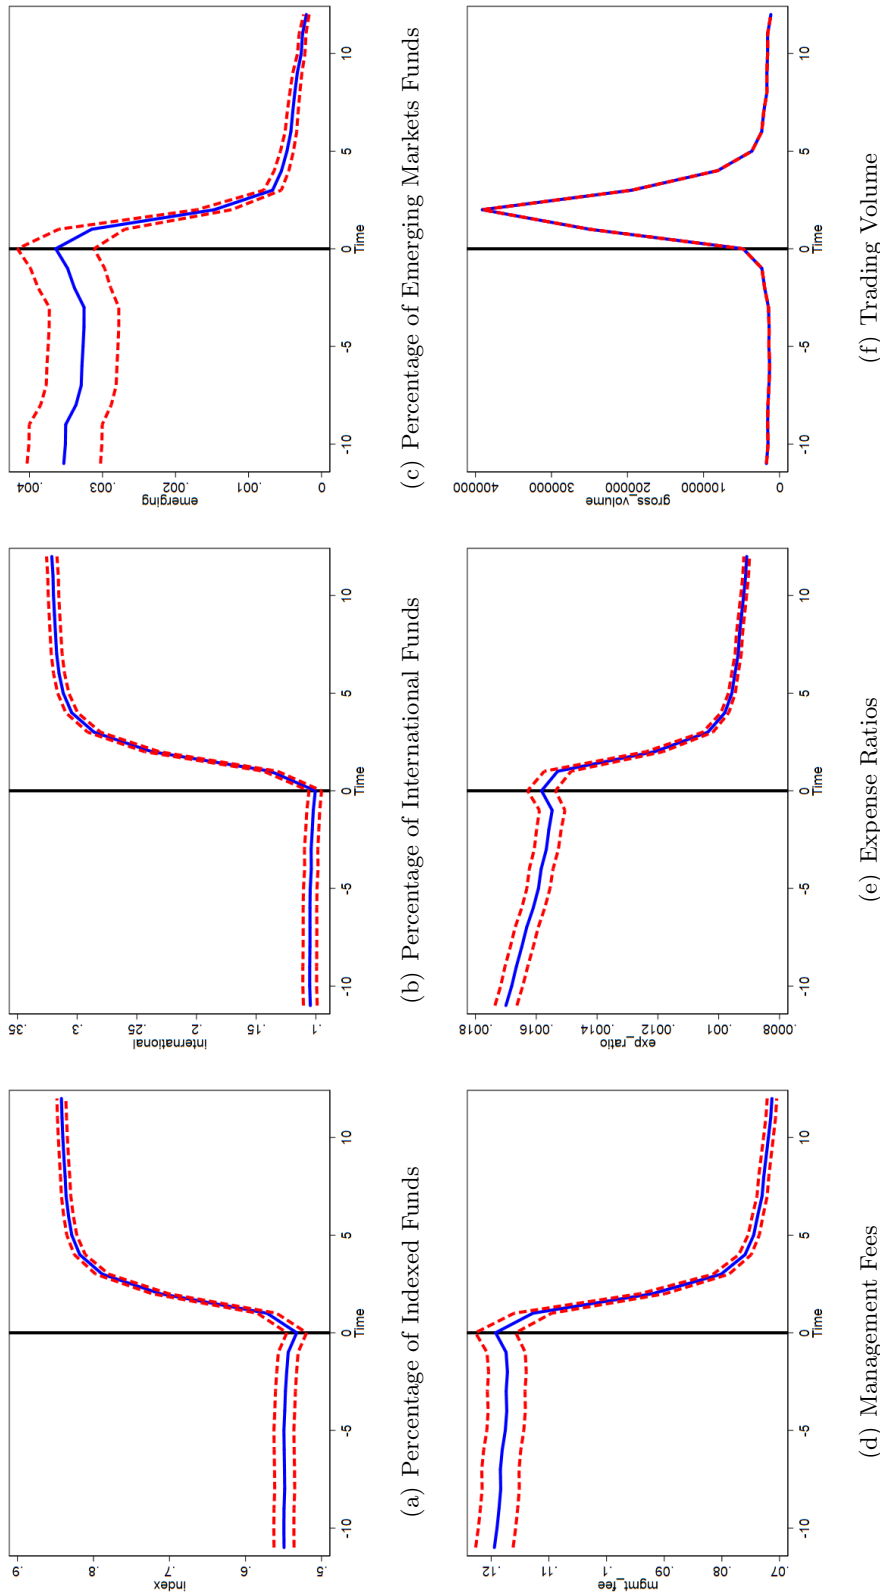 index
.9
.8
.7
.6
.5
-10 -5 0 5 10
Time
(a) Percentage of Indexed Funds
international
.35
.3
.25
.2
.15
.1
-10 -5 0 5 10
Time
(b) Percentage of International Funds
emerging
.004
.003
.002
.001
0
-10 -5 0 5 10
Time
(c) Percentage of Emerging Markets Funds
mgmt_fee
.12
.11
.1
.09
.08
.07
-10 -5 0 5 10
Time
(d) Management Fees
exp_ratio
.0018
.0016
.0014
.0012
.001
.0008
-10 -5 0 5 10
Time
(e) Expense Ratios
gross_volume
400000
300000
200000
100000
0
-10 -5 0 5 10
Time
(f) Trading Volume